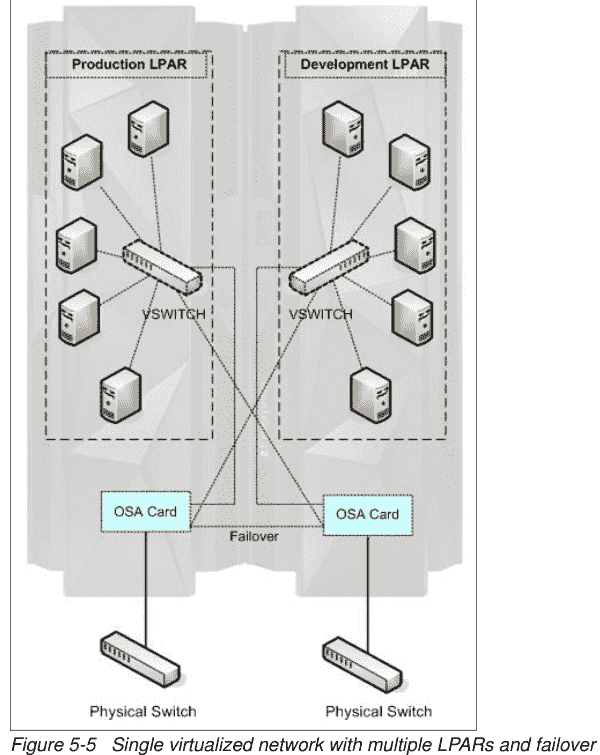 Production LPAR
Development LPAR
VSWITCH
VSWITCH
OSA Card
OSA Card
Failover
Physical Switch
Physical Switch
Figure 5-5 Single virtualized network with multiple LPARs and failover